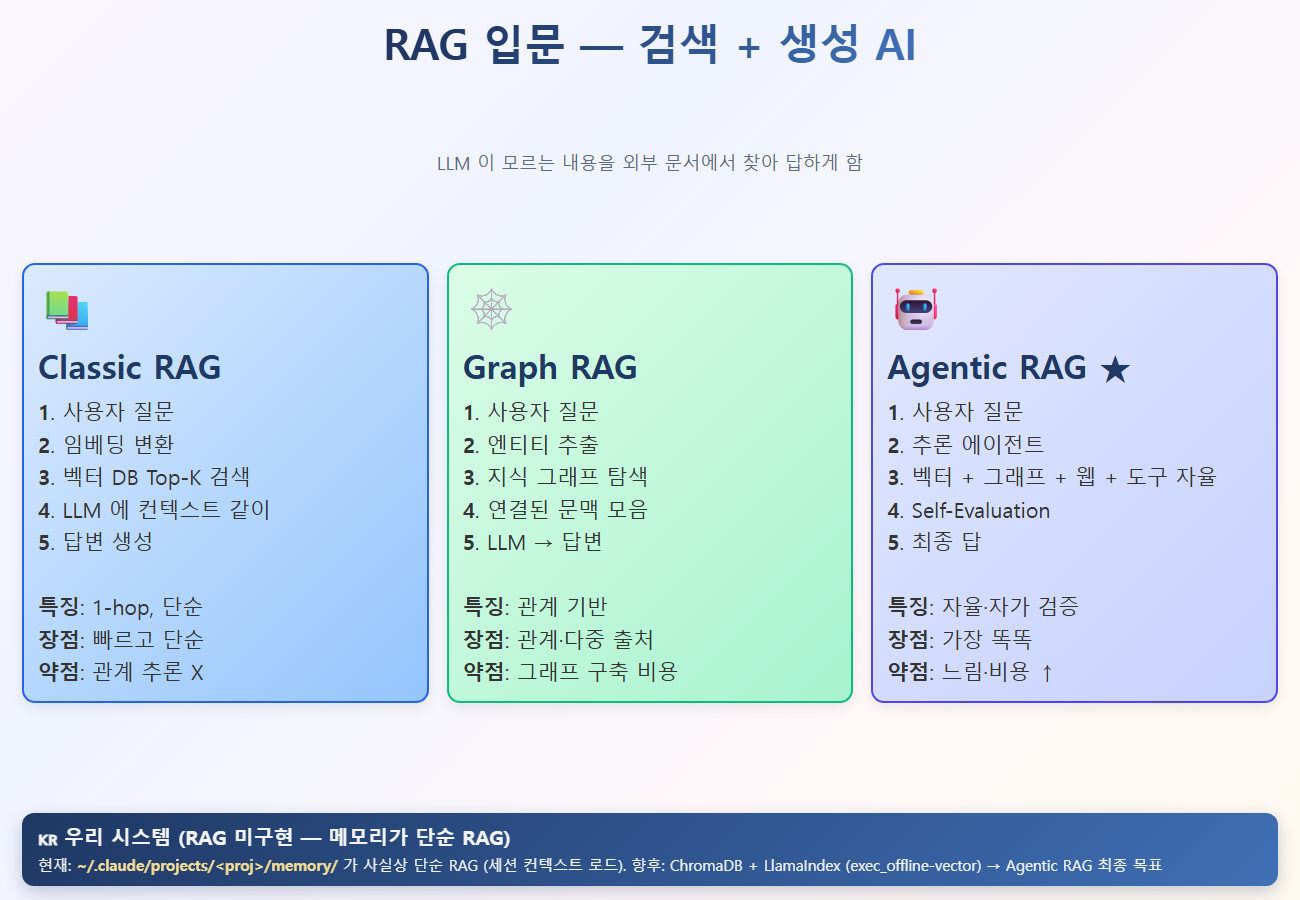 RAG 입문 — 검색 + 생성 AI
LLM 이 모르는 내용을 외부 문서에서 찾아 답하게 함
Classic RAG
1. 사용자 질문
2. 임베딩 변환
3. 벡터 DB Top-K 검색
4. LLM 에 컨텍스트 같이
5. 답변 생성
특징: 1-hop, 단순
장점: 빠르고 단순
약점: 관계 추론 X
Graph RAG
1. 사용자 질문
2. 엔티티 추출
3. 지식 그래프 탐색
4. 연결된 문맥 모음
5. LLM → 답변
특징: 관계 기반
장점: 관계·다중 출처
약점: 그래프 구축 비용
Agentic RAG ★
1. 사용자 질문
2. 추론 에이전트
3. 벡터 + 그래프 + 웹 + 도구 자율
4. Self-Evaluation
5. 최종 답
특징: 자율·자가 검증
장점: 가장 똑똑
약점: 느림·비용 ↑
KR 우리 시스템 (RAG 미구현 — 메모리가 단순 RAG)
현재: ~/.claude/projects/<proj>/memory/ 가 사실상 단순 RAG (세션 컨텍스트 로드). 향후: ChromaDB + LlamaIndex (exec_offline-vector) → Agentic RAG 최종 목표